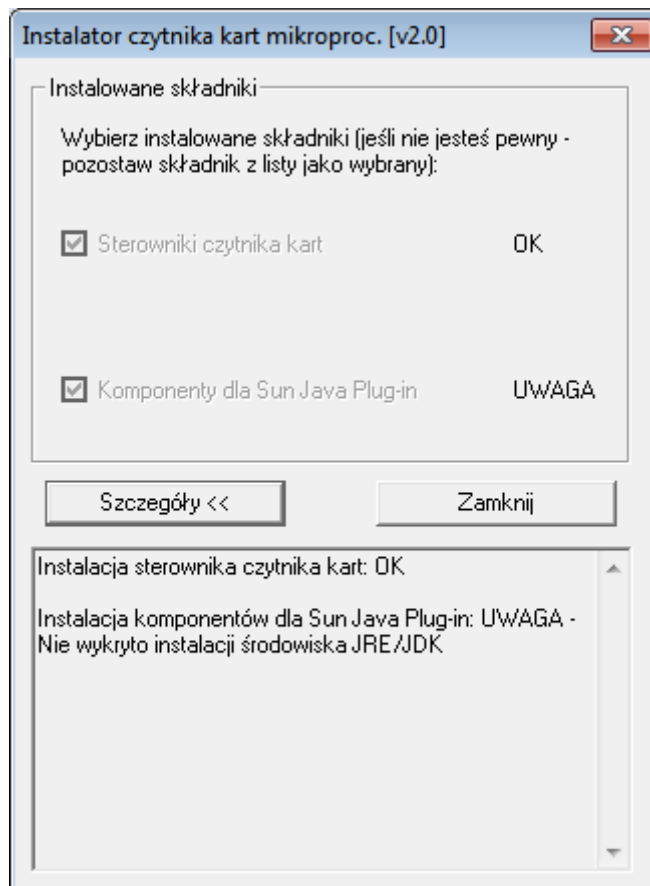 Instalator czytnika kart mikroproc. [v2.0]
Instalowane składniki
Wybierz instalowane składniki (jeśli nie jesteś pewny -
pozostaw składnik z listy jako wybrany):
Sterowniki czytnika kart OK
Komponenty dla Sun Java Plug-in UWAGA
Szczegóły << Zamknij
Instalacja sterownika czytnika kart: OK
Instalacja komponentów dla Sun Java Plug-in: UWAGA -
Nie wykryto instalacji środowiska JRE/JDK